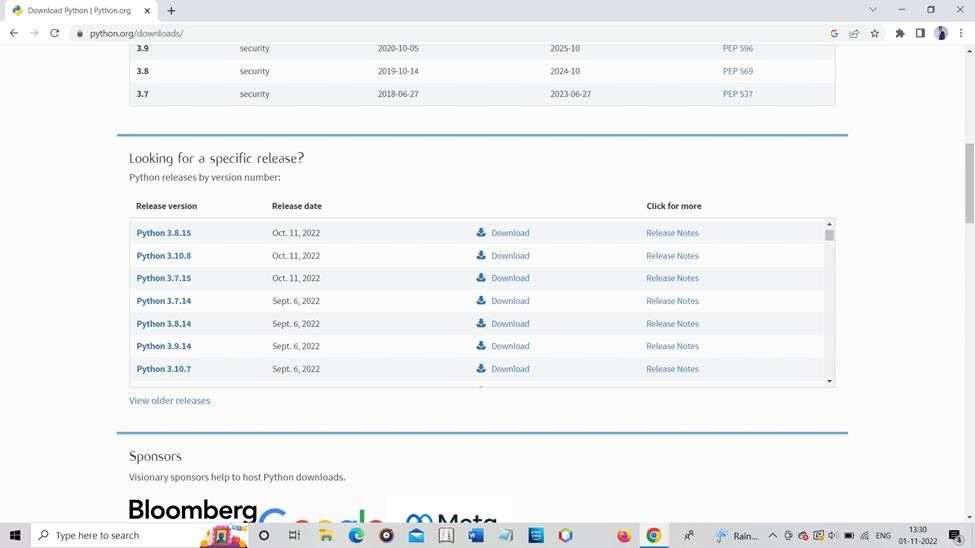 Download Python | Python.org
python.org/downloads/
3.9 security 2020-10-05 2025-10 PEP 596
3.8 security 2019-10-14 2024-10 PEP 569
3.7 security 2018-06-27 2023-06-27 PEP 537
Looking for a specific release?
Python releases by version number:
Release version Release date Click for more
Python 3.8.15 Oct. 11, 2022 Download Release Notes
Python 3.10.8 Oct. 11, 2022 Download Release Notes
Python 3.7.15 Oct. 11, 2022 Download Release Notes
Python 3.7.14 Sept. 6, 2022 Download Release Notes
Python 3.8.14 Sept. 6, 2022 Download Release Notes
Python 3.9.14 Sept. 6, 2022 Download Release Notes
Python 3.10.7 Sept. 6, 2022 Download Release Notes
View older releases
Sponsors
Visionary sponsors help to host Python downloads.
Bloomberg Google Meta
Type here to search Rain... ENG 13:30
01-11-2022 4